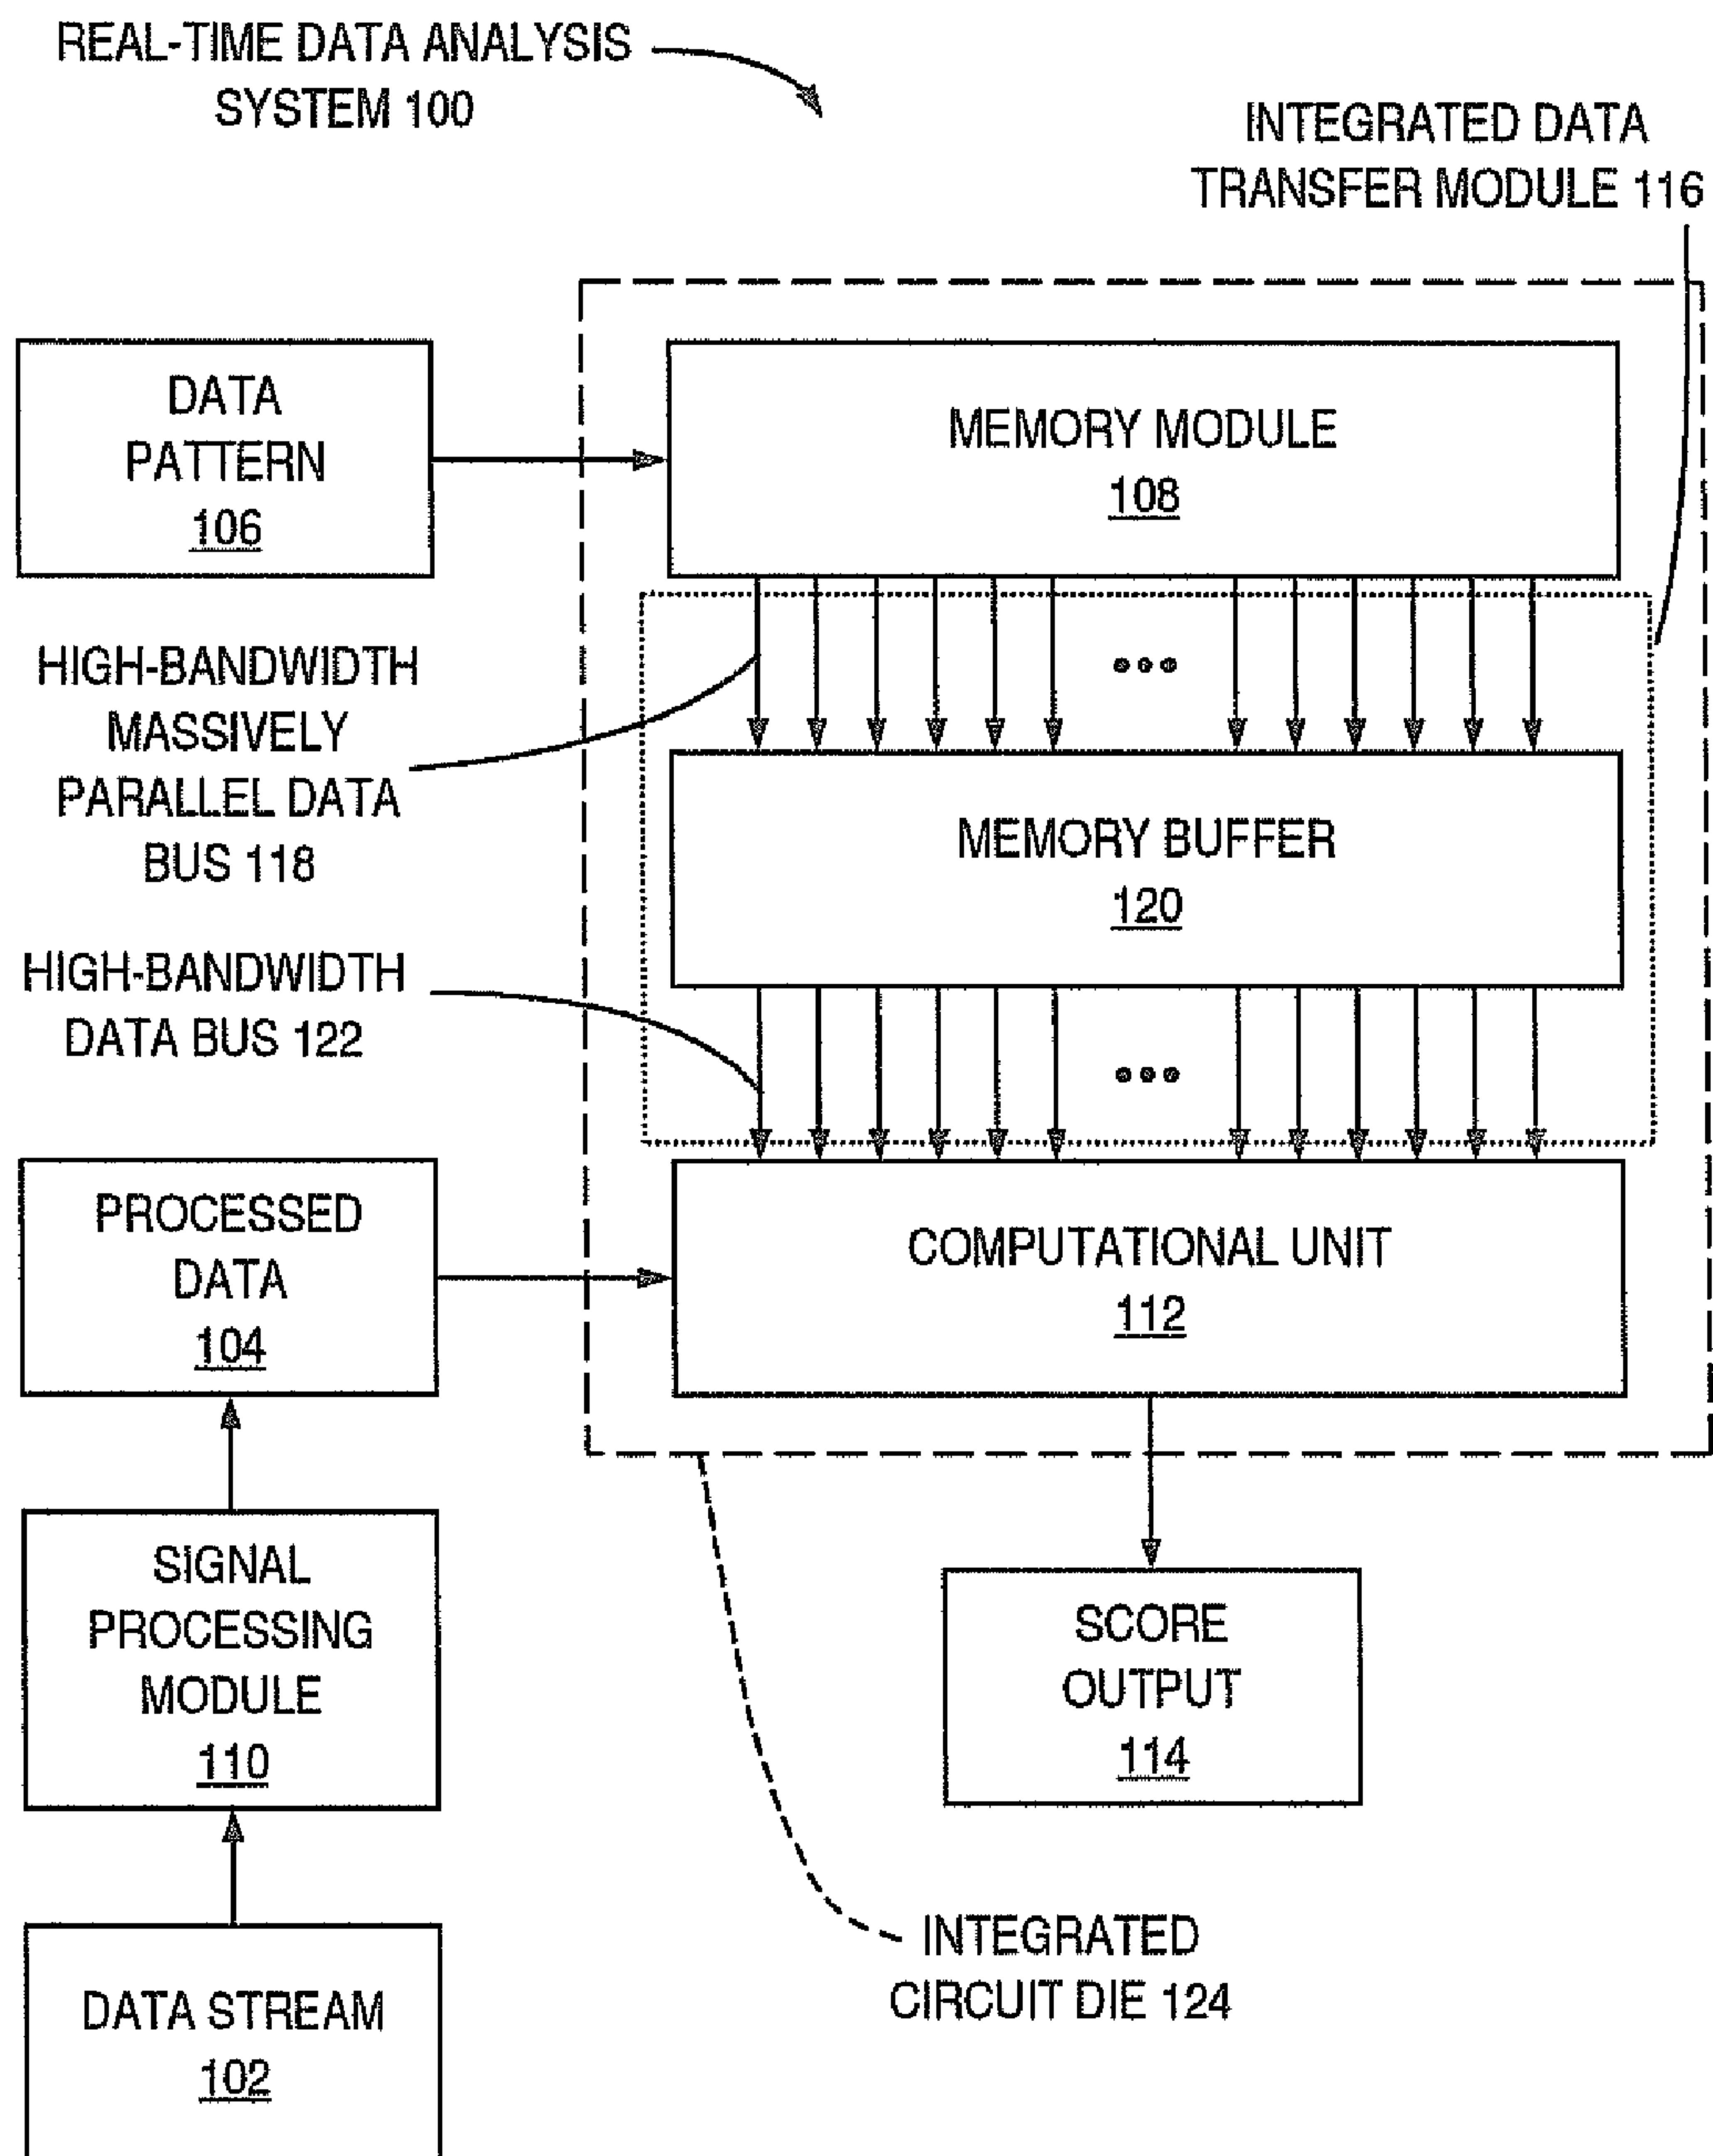 REAL-TIME DATA ANALYSIS
SYSTEM 100
INTEGRATED DATA
TRANSFER MODULE 116
DATA
PATTERN
106
MEMORY MODULE
108
HIGH-BANDWIDTH
MASSIVELY
PARALLEL DATA
BUS 118
MEMORY BUFFER
120
HIGH-BANDWIDTH
DATA BUS 122
PROCESSED
DATA
104
COMPUTATIONAL UNIT
112
SIGNAL
PROCESSING
MODULE
110
SCORE
OUTPUT
114
INTEGRATED
CIRCUIT DIE 124
DATA STREAM
102